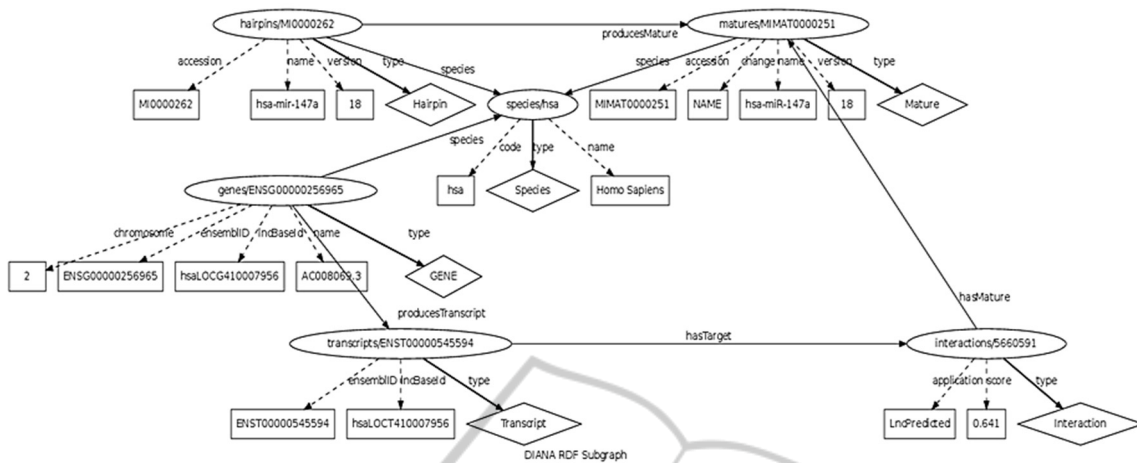 hairpins/MI0000262
matures/MIMAT0000251
producesMature
accession name version type species
species accession change name version type
MI0000262
hsa-mir-147a
18
Hairpin
species/hsa
MIMAT0000251
NAME
hsa-miR-147a
18
Mature
species
code type name
genes/ENSG00000256965
hsa
Species
Homo Sapiens
chromosome ensemblID lncBaseId name type
2
ENSG00000256965
hsaLOCG410007956
AC008069.3
GENE
hasMature
producesTranscript
transcripts/ENST00000545594
hasTarget
interactions/5660591
ensemblID lncBaseId type
application score type
ENST00000545594
hsaLOCT410007956
Transcript
LncPredicted
0.641
Interaction
DIANA RDF Subgraph